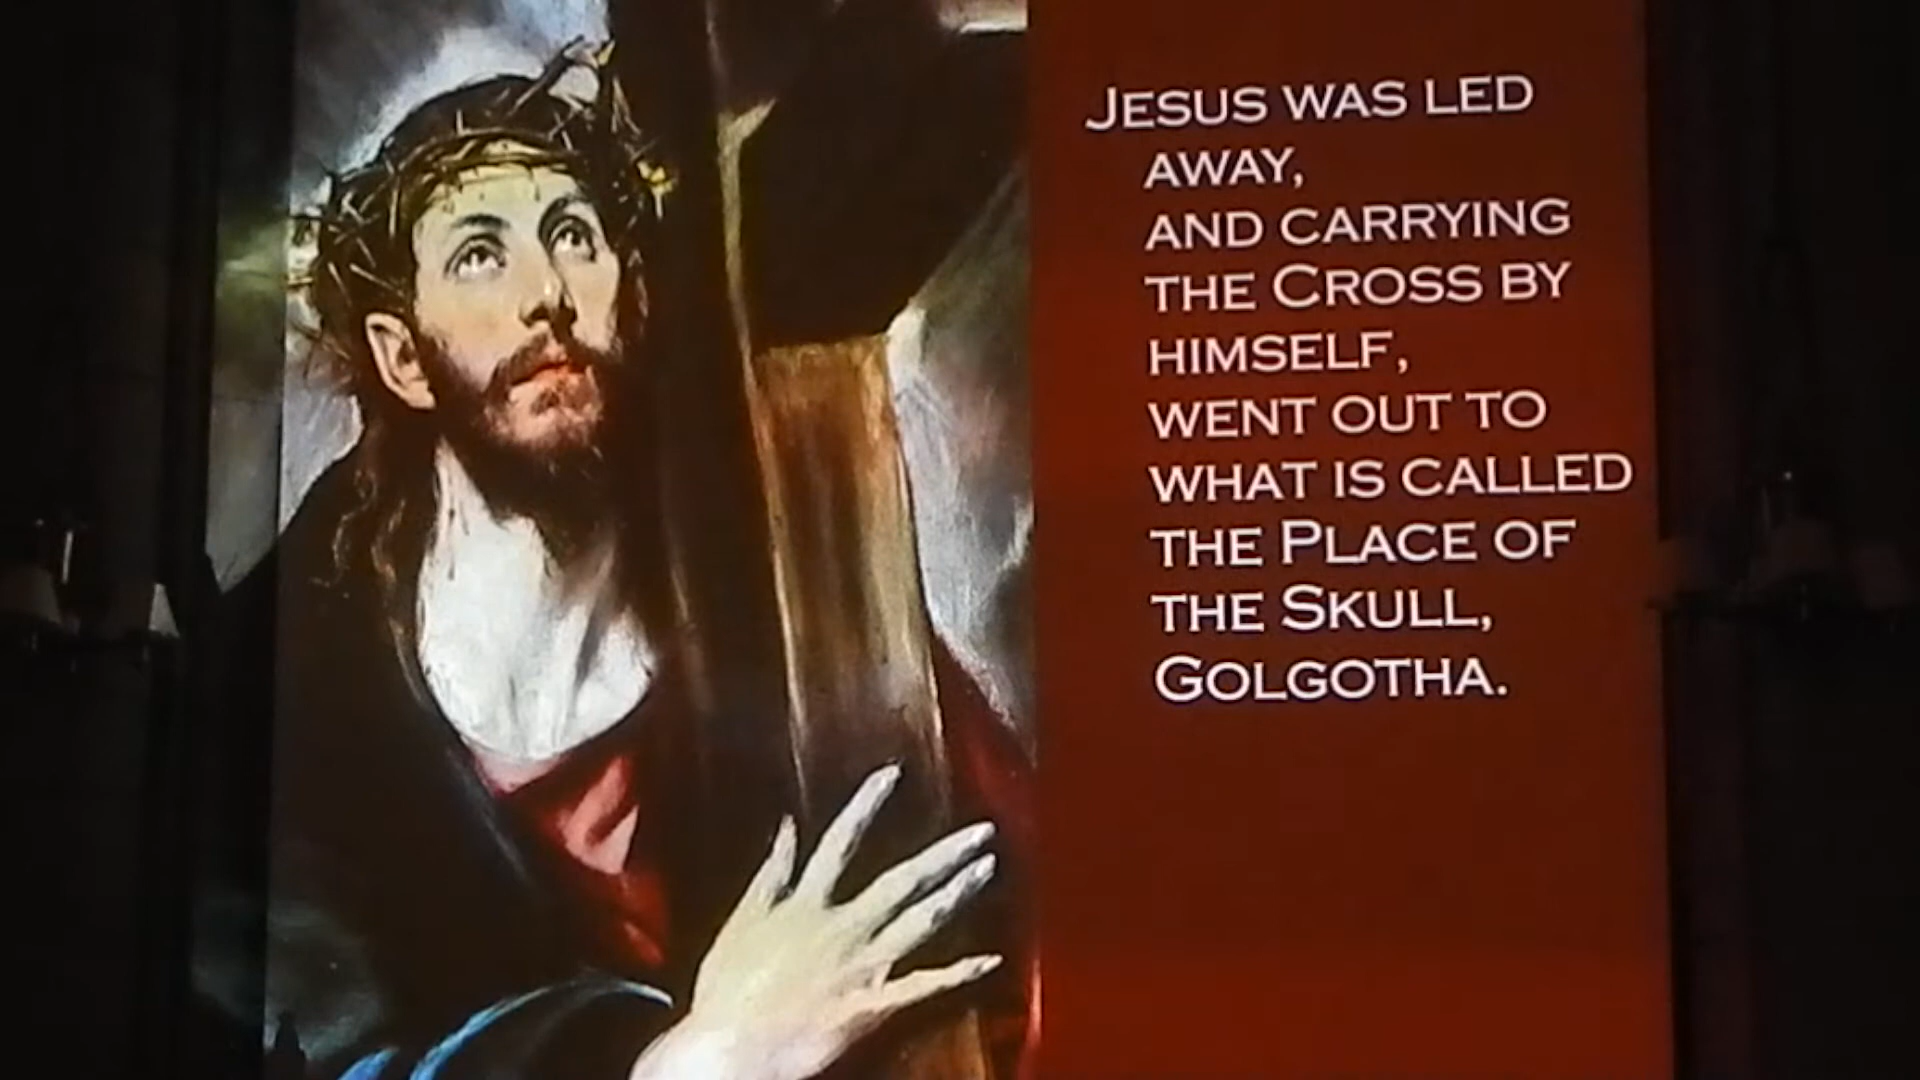 JESUS WAS LED
AWAY,
AND CARRYING
THE CROSS BY
HIMSELF,
WENT OUT TO
WHAT IS CALLED
THE PLACE OF
THE SKULL,
GOLGOTHA.